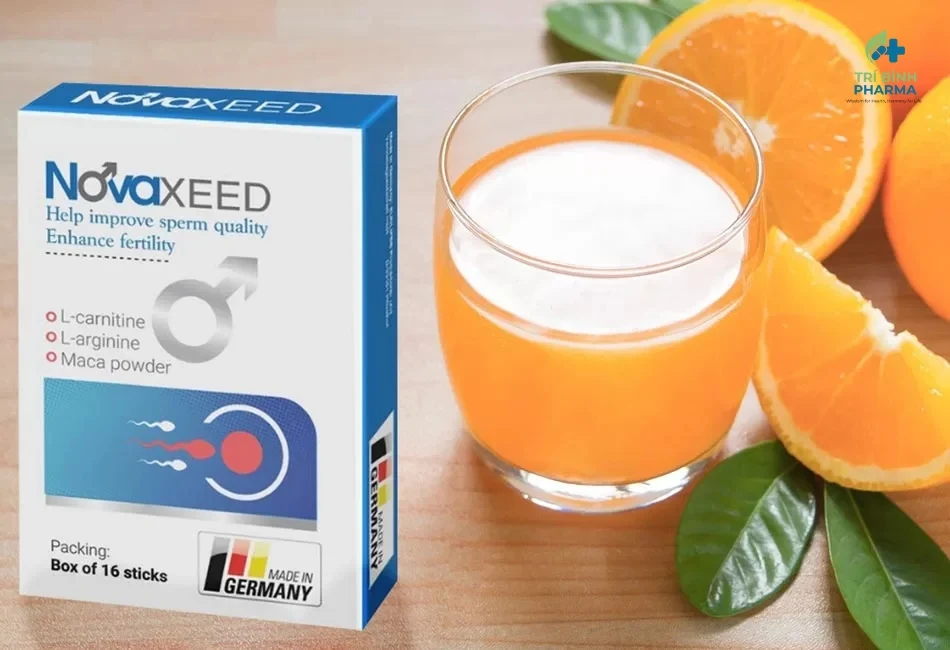 NovaXEED
NovaXEED
Help improve sperm quality
Enhance fertility
L-carnitine
L-arginine
Maca powder
Packing:
Box of 16 sticks
MADE IN
GERMANY
MADE IN
GERMANY
TRÍ BÌNH
PHARMA